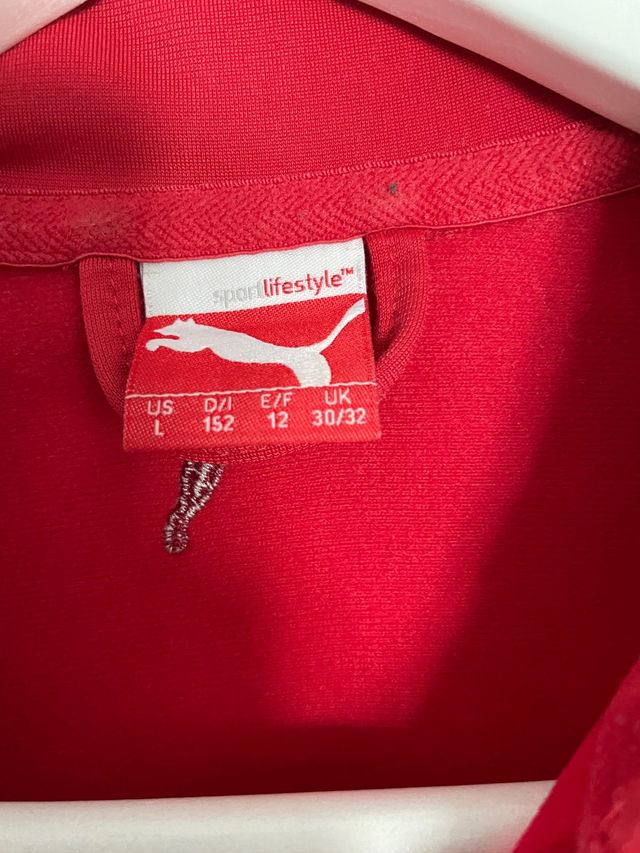 sportlifestyle™
US D/I E/F UK
L 152 12 30/32